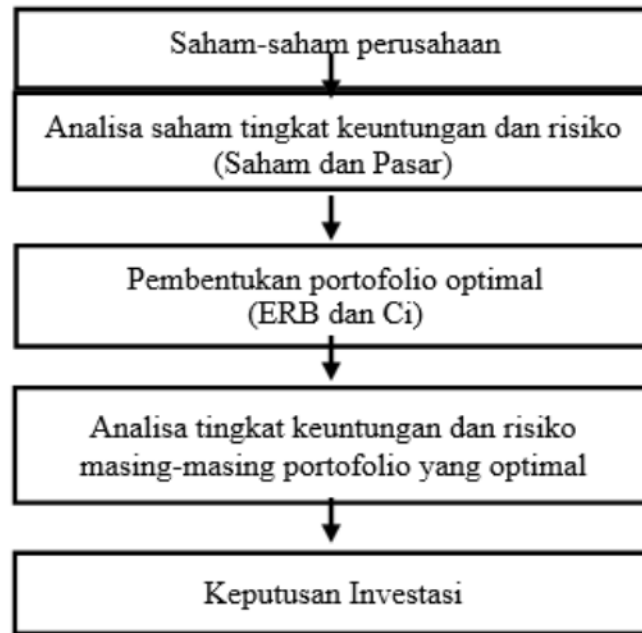 Saham-saham perusahaan
Analisa saham tingkat keuntungan dan risiko
(Saham dan Pasar)
Pembentukan portofolio optimal
(ERB dan Ci)
Analisa tingkat keuntungan dan risiko
masing-masing portofolio yang optimal
Keputusan Investasi